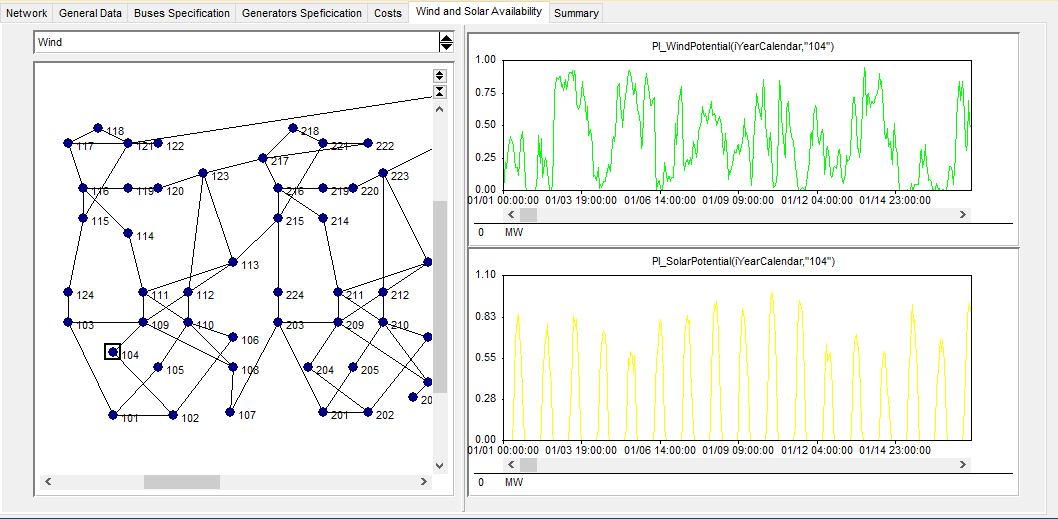 Network General Data Buses Specification Generators Speficication Costs Wind and Solar Availability Summary
Wind
118
117 121 122
218
221 222
217
123
223
116 119 120
216 219 220
115
114
215 214
113
124 111 112
224 211 212
103 109 110
203 209 210
106
104
105 108
204 205
101 102 107
201 202 20
PI_WindPotential(iYearCalendar,"104")
1.00
0.75
0.50
0.25
0.00
01/01 00:00:00 01/03 19:00:00 01/06 14:00:00 01/09 09:00:00 01/12 04:00:00 01/14 23:00:00
0 MW
PI_SolarPotential(iYearCalendar,"104")
1.10
0.83
0.55
0.28
0.00
01/01 00:00:00 01/03 19:00:00 01/06 14:00:00 01/09 09:00:00 01/12 04:00:00 01/14 23:00:00
0 MW